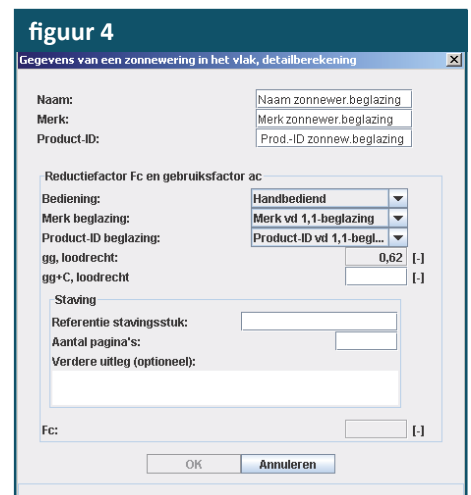 figuur 4
Gegevens van een zonnewering in het vlak, detailberekening
Naam: Naam zonnewer.beglazing
Merk: Merk zonnewer.beglazing
Product-ID: Prod.-ID zonnew.beglazing
Reductiefactor Fc en gebruiksfactor ac
Bediening: Handbediend
Merk beglazing: Merk vd 1,1-beglazing
Product-ID beglazing: Product-ID vd 1,1-begl...
gg, loodrecht: 0,62 [-]
gg+C, loodrecht [-]
Staving
Referentie stavingsstuk:
Aantal pagina's:
Verdere uitleg (optioneel):
Fc: [-]
OK Annuleren